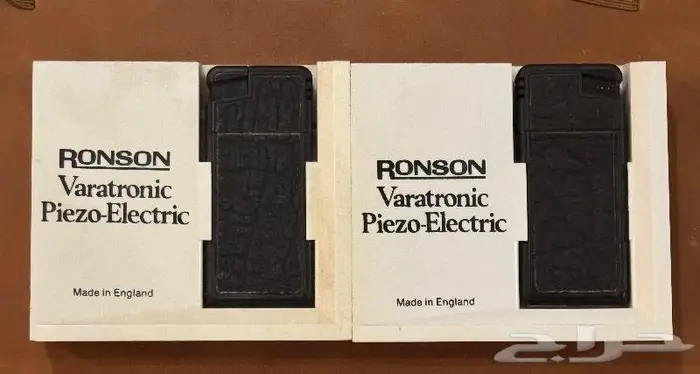 RONSON
Varatronic
Piezo-Electric
Made in England
RONSON
Varatronic
Piezo-Electric
Made in England
حراج